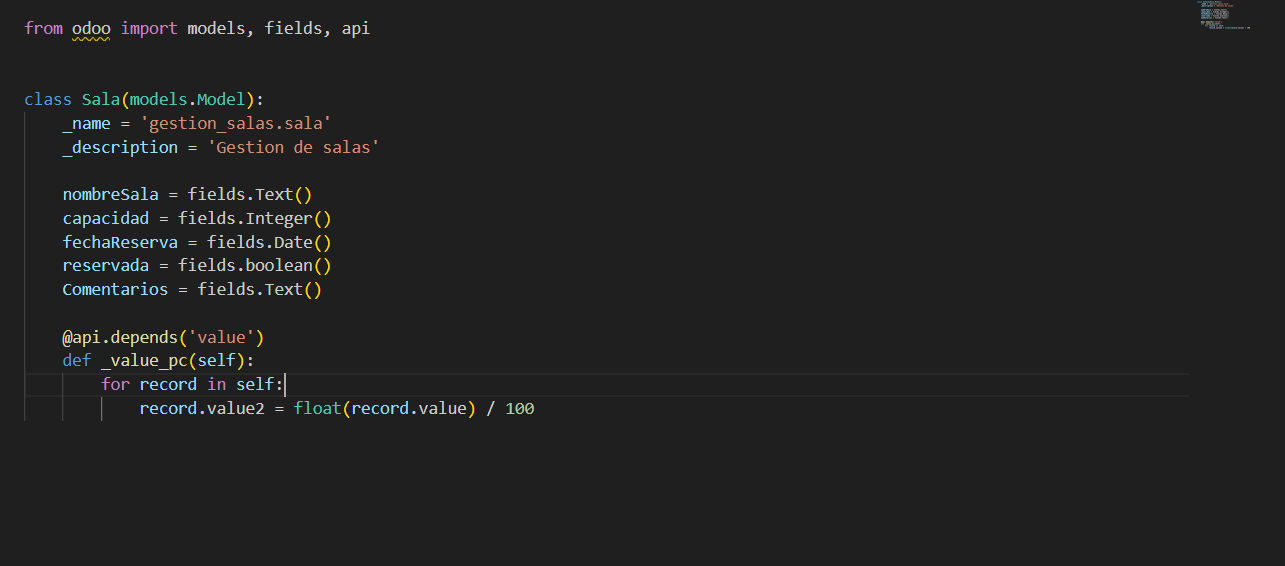 from odoo import models, fields, api
class Sala(models.Model):
_name = 'gestion_salas.sala'
_description = 'Gestion de salas'
nombreSala = fields.Text()
capacidad = fields.Integer()
fechaReserva = fields.Date()
reservada = fields.boolean()
Comentarios = fields.Text()
@api.depends('value')
def _value_pc(self):
for record in self:
record.value2 = float(record.value) / 100